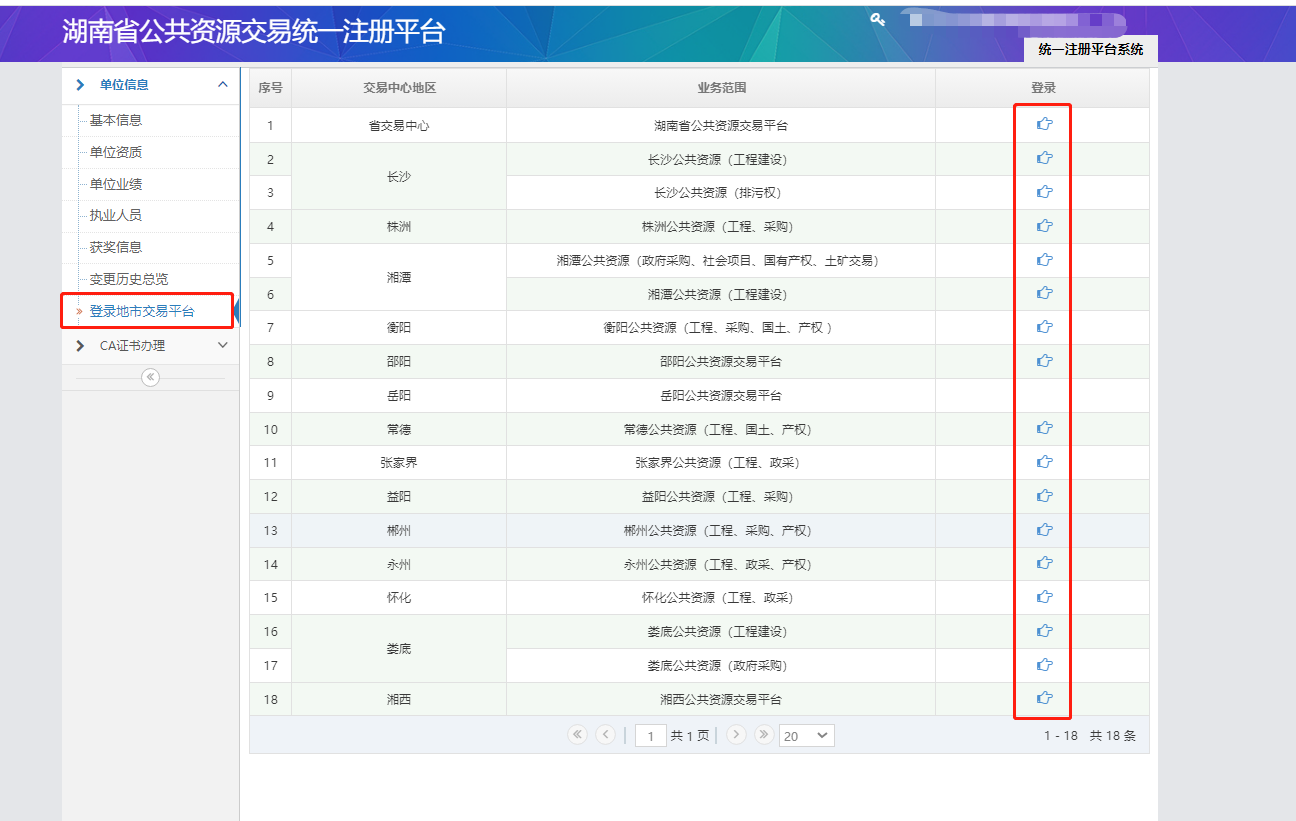 湖南省公共资源交易统一注册平台
统一注册平台系统
单位信息
基本信息
单位资质
单位业绩
执业人员
获奖信息
变更历史总览
» 登录地市交易平台
CA证书办理
序号 交易中心地区 业务范围 登录
1 省交易中心 湖南省公共资源交易平台
2 长沙 长沙公共资源（工程建设）
3 长沙公共资源（排污权）
4 株洲 株洲公共资源（工程、采购）
5 湘潭 湘潭公共资源（政府采购、社会项目、国有产权、土矿交易）
6 湘潭公共资源（工程建设）
7 衡阳 衡阳公共资源（工程、采购、国土、产权 ）
8 邵阳 邵阳公共资源交易平台
9 岳阳 岳阳公共资源交易平台
10 常德 常德公共资源（工程、国土、产权）
11 张家界 张家界公共资源（工程、政采）
12 益阳 益阳公共资源（工程、采购）
13 郴州 郴州公共资源（工程、采购、产权）
14 永州 永州公共资源（工程、政采、产权）
15 怀化 怀化公共资源（工程、政采）
16 娄底 娄底公共资源（工程建设）
17 娄底公共资源（政府采购）
18 湘西 湘西公共资源交易平台
1 共 1 页 20 1 - 18 共 18 条